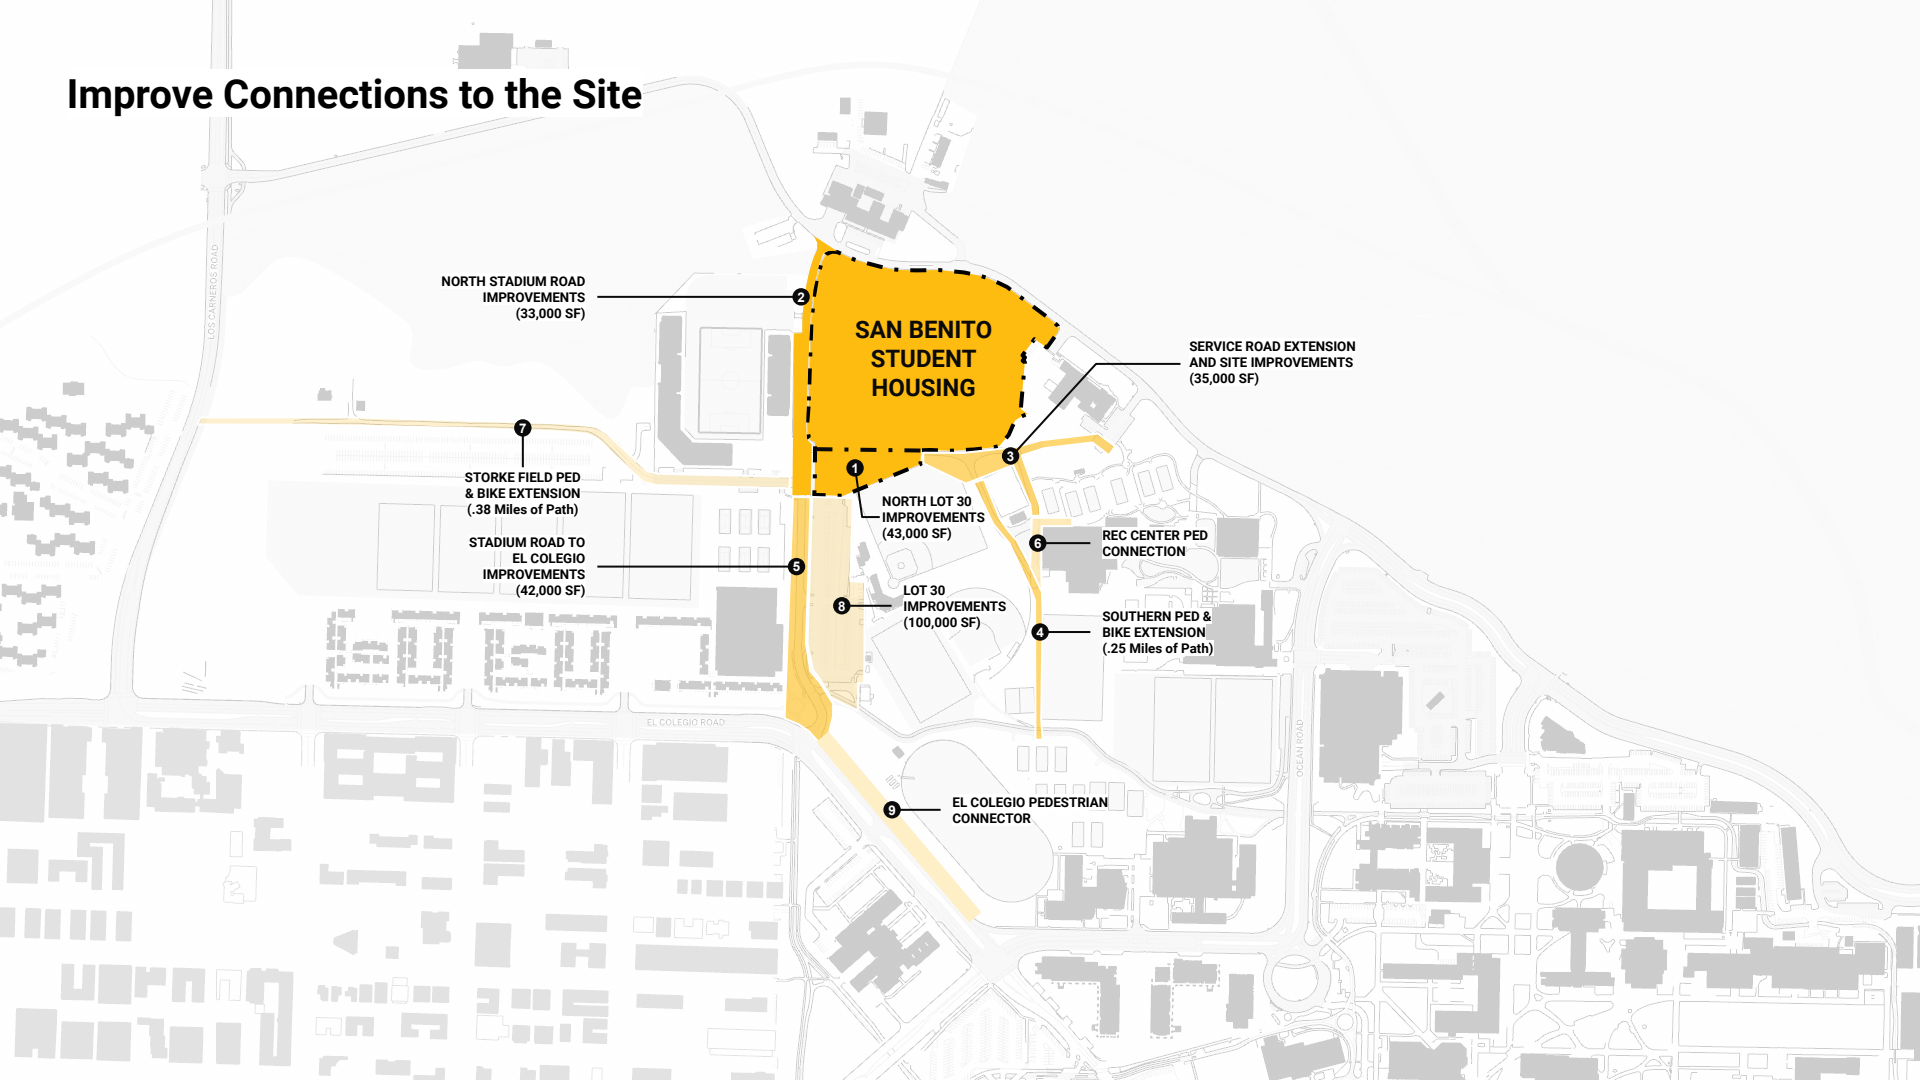 Improve Connections to the Site
LOS CARNEROS ROAD
NORTH STADIUM ROAD
IMPROVEMENTS
(33,000 SF)
2
SAN BENITO
STUDENT
HOUSING
SERVICE ROAD EXTENSION
AND SITE IMPROVEMENTS
(35,000 SF)
3
7
STORKE FIELD PED
& BIKE EXTENSION
(.38 Miles of Path)
1
NORTH LOT 30
IMPROVEMENTS
(43,000 SF)
STADIUM ROAD TO
EL COLEGIO
IMPROVEMENTS
(42,000 SF)
5
6
REC CENTER PED
CONNECTION
8
LOT 30
IMPROVEMENTS
(100,000 SF)
4
SOUTHERN PED &
BIKE EXTENSION
(.25 Miles of Path)
EL COLEGIO ROAD
OCEAN ROAD
9
EL COLEGIO PEDESTRIAN
CONNECTOR